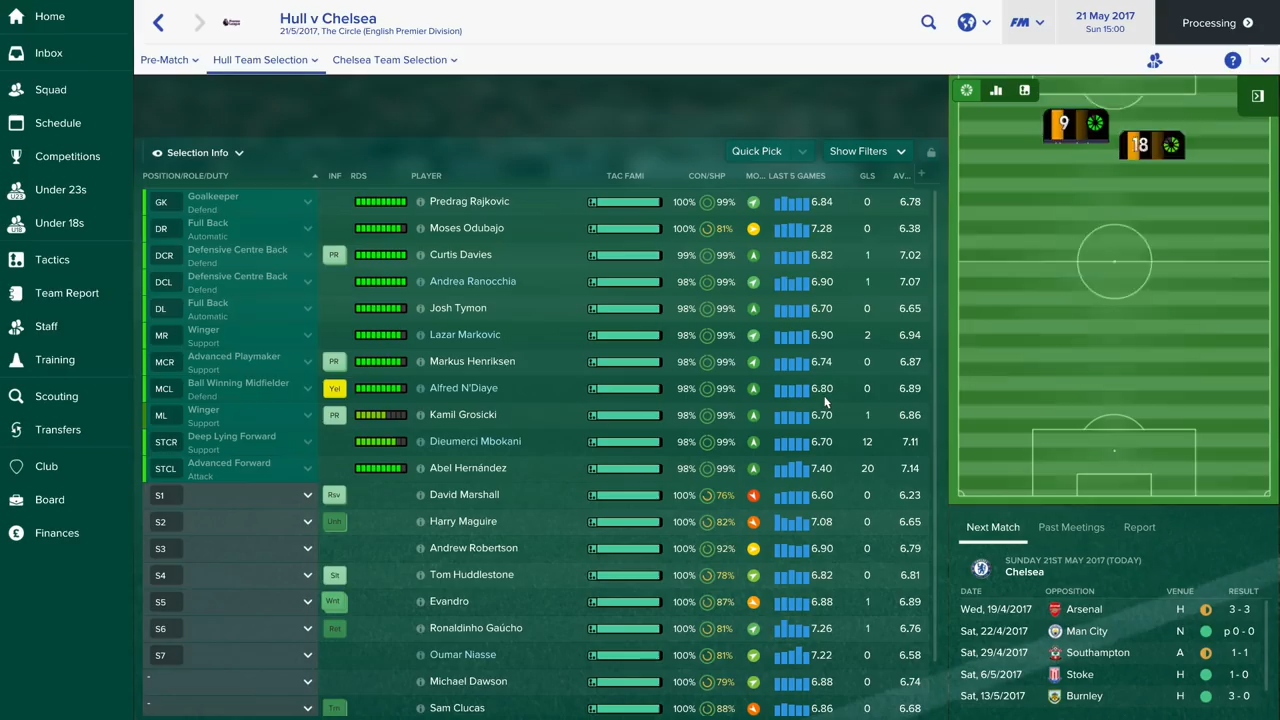 Home
Inbox
Squad
Schedule
Competitions
U23
Under 23s
U18
Under 18s
Tactics
Team Report
Staff
Training
Scouting
Transfers
Club
Board
Finances
Hull v Chelsea
21/5/2017, The Circle (English Premier Division)
FM
21 May 2017
Sun 15:00
Processing
Pre-Match
Hull Team Selection
Chelsea Team Selection
?
Selection Info
Quick Pick
Show Filters
POSITION/ROLE/DUTY INF RDS PLAYER TAC FAMI CON/SHP MO... LAST 5 GAMES GLS AV... +
GK Goalkeeper Defend Predrag Rajkovic 100% 99% 6.84 0 6.78
DR Full Back Automatic Moses Odubajo 100% 81% 7.28 0 6.38
DCR Defensive Centre Back Defend PR Curtis Davies 99% 99% 6.82 1 7.02
DCL Defensive Centre Back Defend Andrea Ranocchia 98% 99% 6.90 1 7.07
DL Full Back Automatic Josh Tymon 98% 99% 6.70 0 6.65
MR Winger Support Lazar Markovic 98% 99% 6.90 2 6.94
MCR Advanced Playmaker Support PR Markus Henriksen 98% 99% 6.74 0 6.87
MCL Ball Winning Midfielder Defend Yel Alfred N'Diaye 98% 99% 6.80 0 6.89
ML Winger Support PR Kamil Grosicki 98% 99% 6.70 1 6.86
STCR Deep Lying Forward Support Dieumerci Mbokani 98% 99% 6.70 12 7.11
STCL Advanced Forward Attack Abel Hernández 98% 99% 7.40 20 7.14
S1 Rsv David Marshall 100% 76% 6.60 0 6.23
S2 Unh Harry Maguire 100% 82% 7.08 0 6.65
S3 Andrew Robertson 100% 92% 6.90 0 6.79
S4 Slt Tom Huddlestone 100% 78% 6.82 0 6.81
S5 Wnt Evandro 100% 87% 6.88 1 6.89
S6 Ret Ronaldinho Gaúcho 100% 81% 7.26 1 6.76
S7 Oumar Niasse 100% 81% 7.22 0 6.58
- Michael Dawson 100% 79% 6.88 0 6.74
- Trn Sam Clucas 100% 88% 6.86 0 6.68
9
18
Next Match
Past Meetings
Report
SUNDAY 21ST MAY 2017 (TODAY)
Chelsea
DATE OPPOSITION VENUE RESULT
Wed, 19/4/2017 Arsenal H 3 - 3
Sat, 22/4/2017 Man City N p 0 - 0
Sat, 29/4/2017 Southampton A 1 - 1
Sat, 6/5/2017 Stoke H 1 - 0
Sat, 13/5/2017 Burnley H 3 - 0